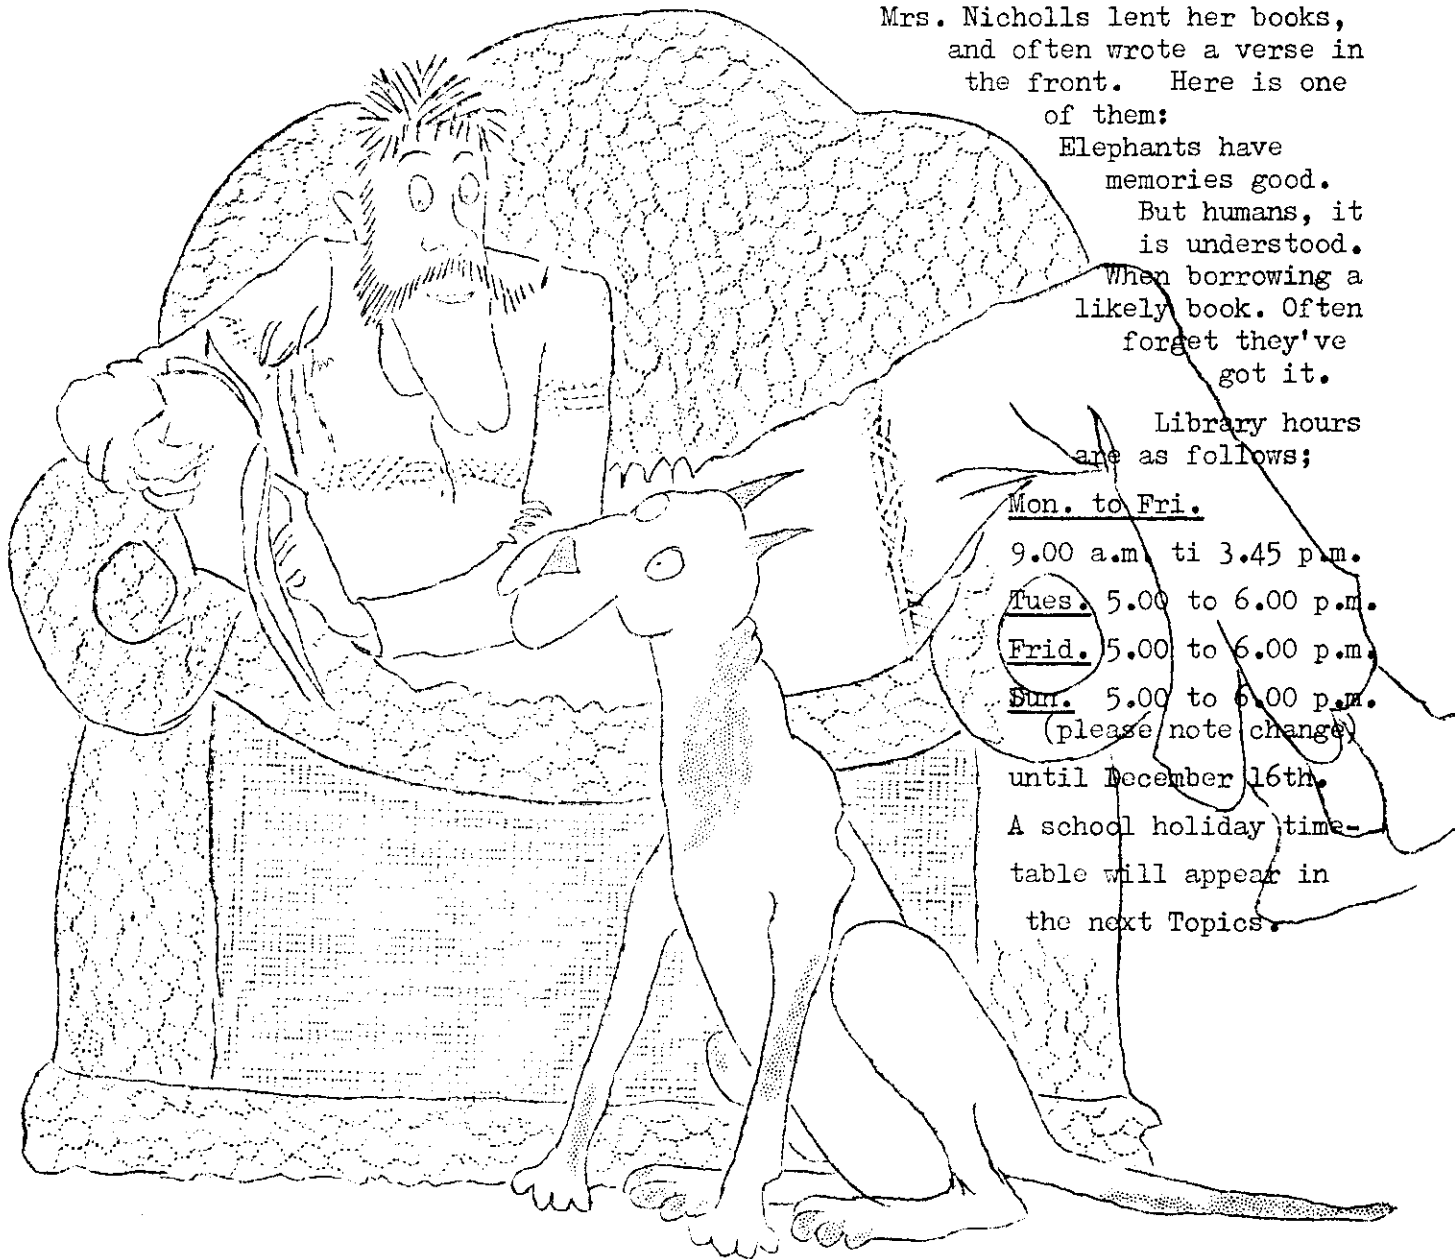 Mrs. Nicholls lent her books,
and often wrote a verse in
the front. Here is one
of them:
Elephants have
memories good.
But humans, it
is understood.
When borrowing a
likely book. Often
forget they've
got it.
Library hours
are as follows;
Mon. to Fri.
9.00 a.m. ti 3.45 p.m.
Tues. 5.00 to 6.00 p.m.
Frid. 5.00 to 6.00 p.m.
Sun. 5.00 to 6.00 p.m.
(please note change)
until December 16th.
A school holiday time-
table will appear in
the next Topics.